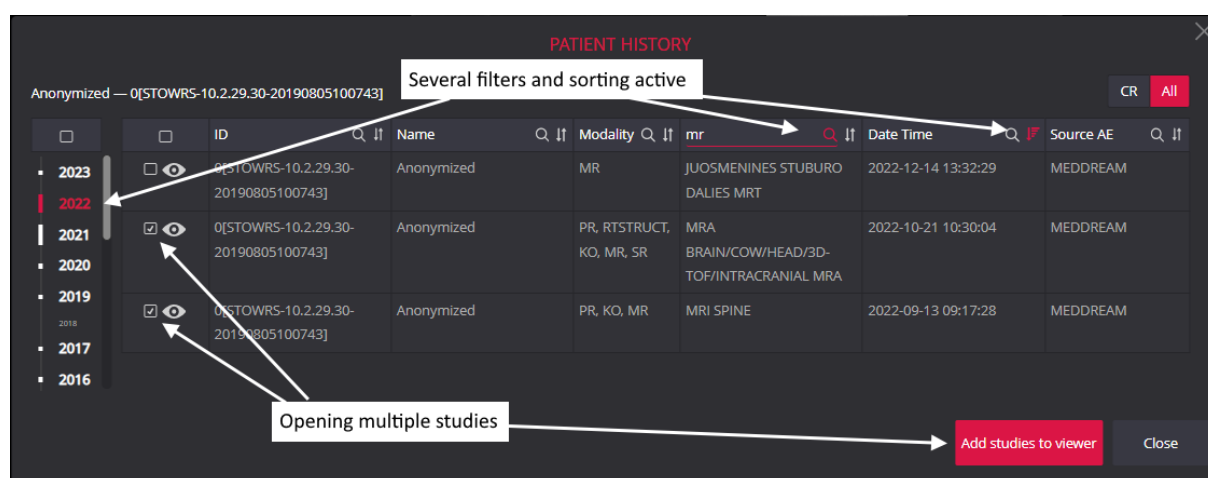 PATIENT HISTORY
Several filters and sorting active
Anonymized — 0[STOWRS-10.2.29.30-20190805100743]
CR All
ID Name Modality mr Date Time Source AE
2023
2022
2021
2020
2019
2018
2017
2016
0[STOWRS-10.2.29.30-
20190805100743]
Anonymized
MR
JUOSMENINES STUBURO
DALIES MRT
2022-12-14 13:32:29
MEDDREAM
0[STOWRS-10.2.29.30-
20190805100743]
Anonymized
PR, RTSTRUCT,
KO, MR, SR
MRA
BRAIN/COW/HEAD/3D-
TOF/INTRACRANIAL MRA
2022-10-21 10:30:04
MEDDREAM
0[STOWRS-10.2.29.30-
20190805100743]
Anonymized
PR, KO, MR
MRI SPINE
2022-09-13 09:17:28
MEDDREAM
Opening multiple studies
Add studies to viewer
Close